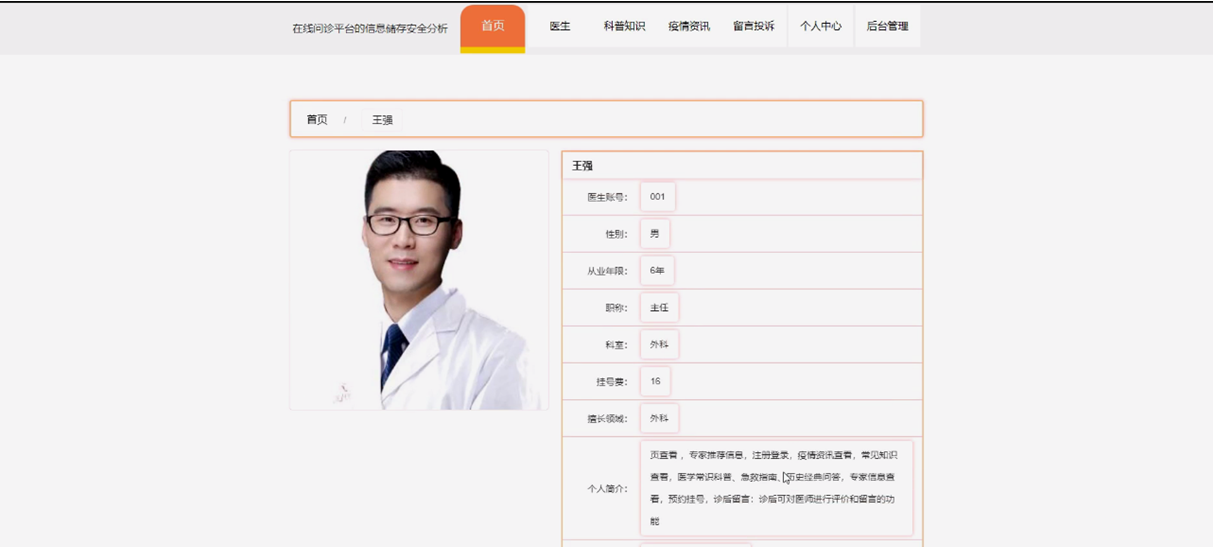 在线问诊平台的信息储存安全分析
首页
医生
科普知识
疫情资讯
留言投诉
个人中心
后台管理
首页 / 王强
王强
医生账号： 001
性别： 男
从业年限： 6年
职称： 主任
科室： 外科
挂号费： 16
擅长领域： 外科
个人简介：
页查看 ，专家推荐信息，注册登录，疫情资讯查看，常见知识
查看，医学常识科普、急救指南、历史经典问答，专家信息查
看，预约挂号，诊后留言：诊后可对医师进行评价和留言的功
能